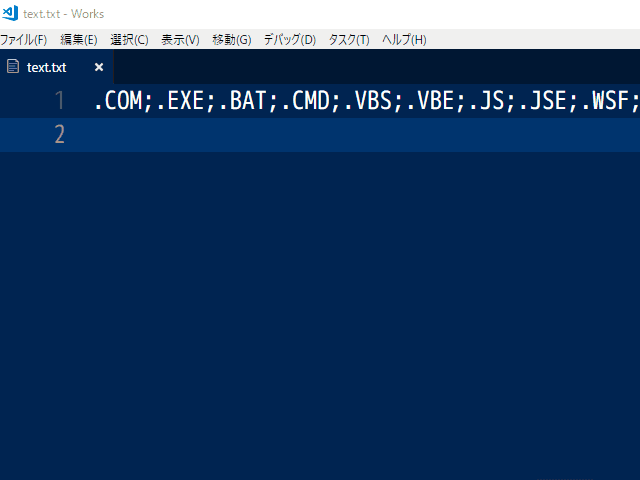 text.txt - Works
ファイル(F) 編集(E) 選択(C) 表示(V) 移動(G) デバッグ(D) タスク(T) ヘルプ(H)
text.txt ×
1 .COM;.EXE;.BAT;.CMD;.VBS;.VBE;.JS;.JSE;.WSF;
2